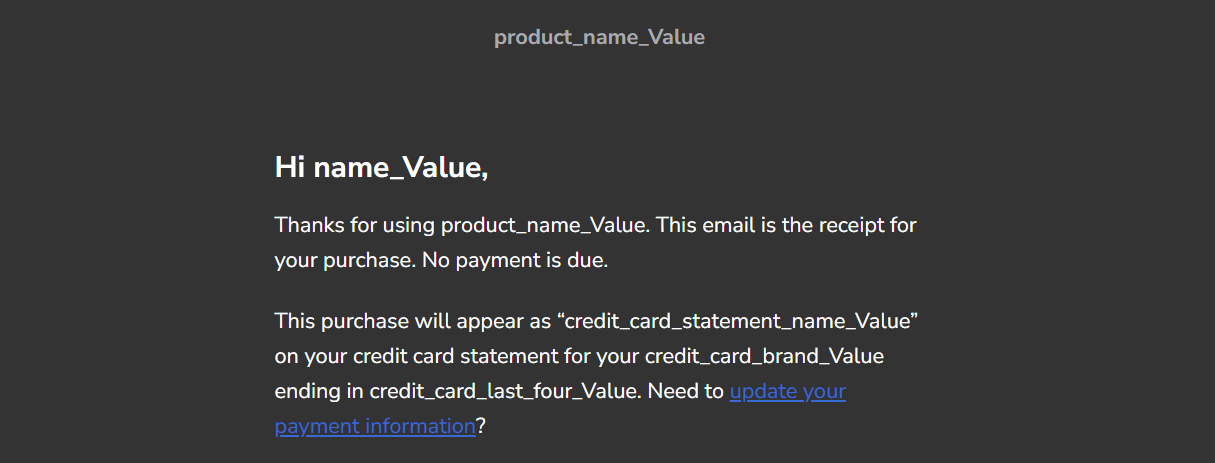 product_name_Value
Hi name_Value,
Thanks for using product_name_Value. This email is the receipt for
your purchase. No payment is due.
This purchase will appear as “credit_card_statement_name_Value”
on your credit card statement for your credit_card_brand_Value
ending in credit_card_last_four_Value. Need to update your
payment information?